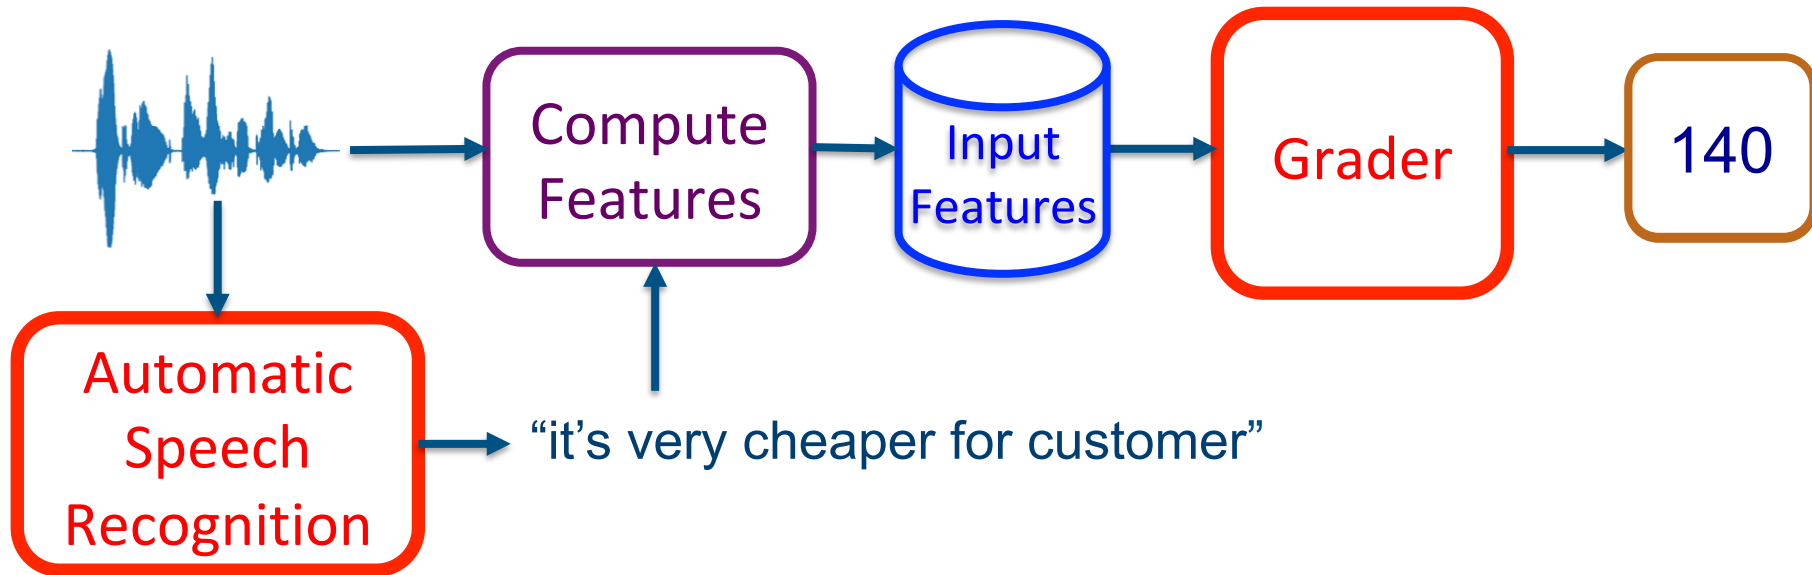 Compute
Features
Input
Features
Grader
140
Automatic
Speech
Recognition
“it’s very cheaper for customer”